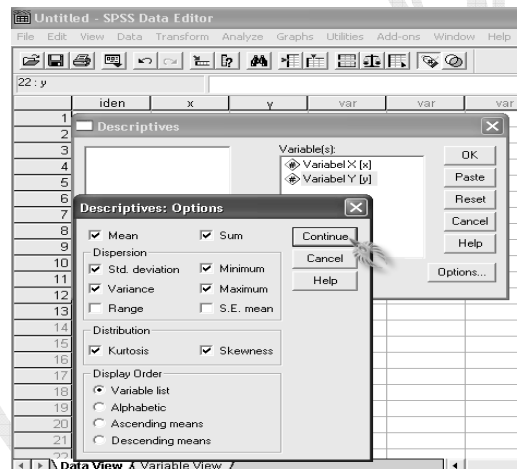 Untitled - SPSS Data Editor
File Edit View Data Transform Analyze Graphs Utilities Add-ons Window Help
22 : y
iden x y var var var
1
2
3
4
5
6
7
8
9
10
11
12
13
14
15
16
17
18
19
20
21
22
Descriptives
Variable(s):
Variabel X [x]
Variabel Y [y]
OK
Paste
Reset
Cancel
Help
Options...
Descriptives: Options
Mean Sum
Continue
Cancel
Help
Dispersion
Std. deviation Minimum
Variance Maximum
Range S.E. mean
Distribution
Kurtosis Skewness
Display Order
Variable list
Alphabetic
Ascending means
Descending means
Data View Variable View